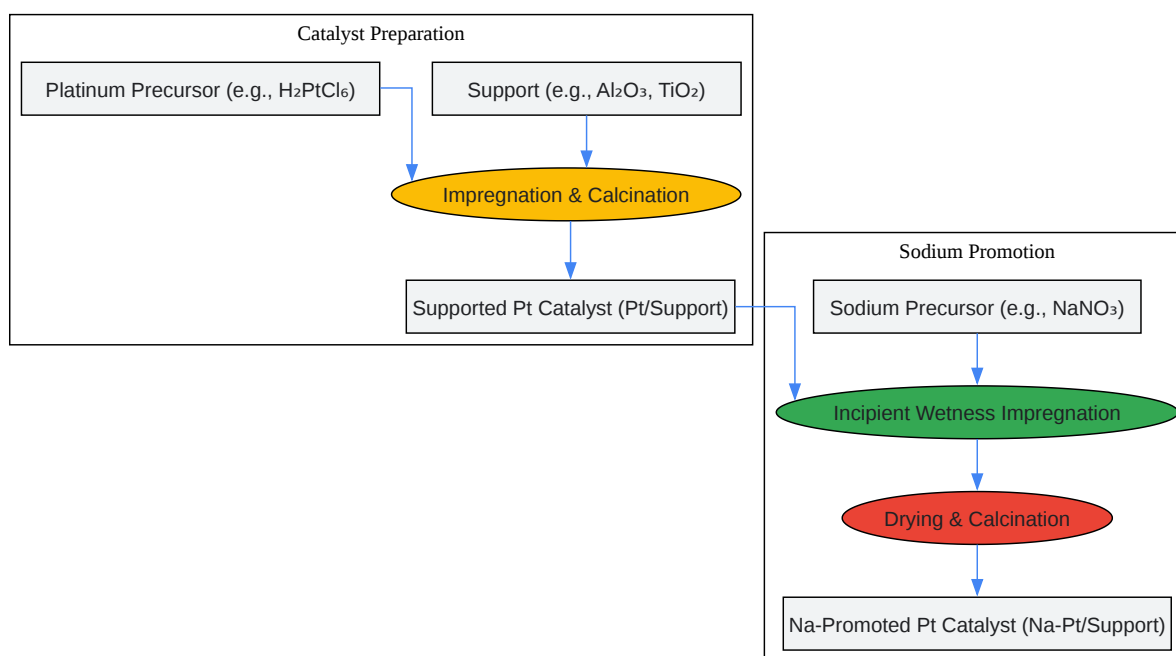 Catalyst Preparation
Platinum Precursor (e.g., H₂PtCl₆)
Support (e.g., Al₂O₃, TiO₂)
Impregnation & Calcination
Supported Pt Catalyst (Pt/Support)
Sodium Promotion
Sodium Precursor (e.g., NaNO₃)
Incipient Wetness Impregnation
Drying & Calcination
Na-Promoted Pt Catalyst (Na-Pt/Support)